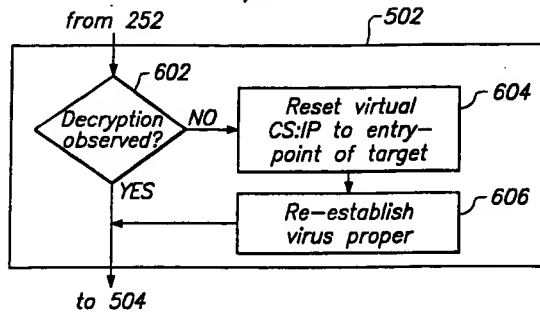 from 252
502
602
Decryption
observed?
NO
YES
Reset virtual
CS:IP to entry-
point of target
604
Re-establish
virus proper
606
to 504